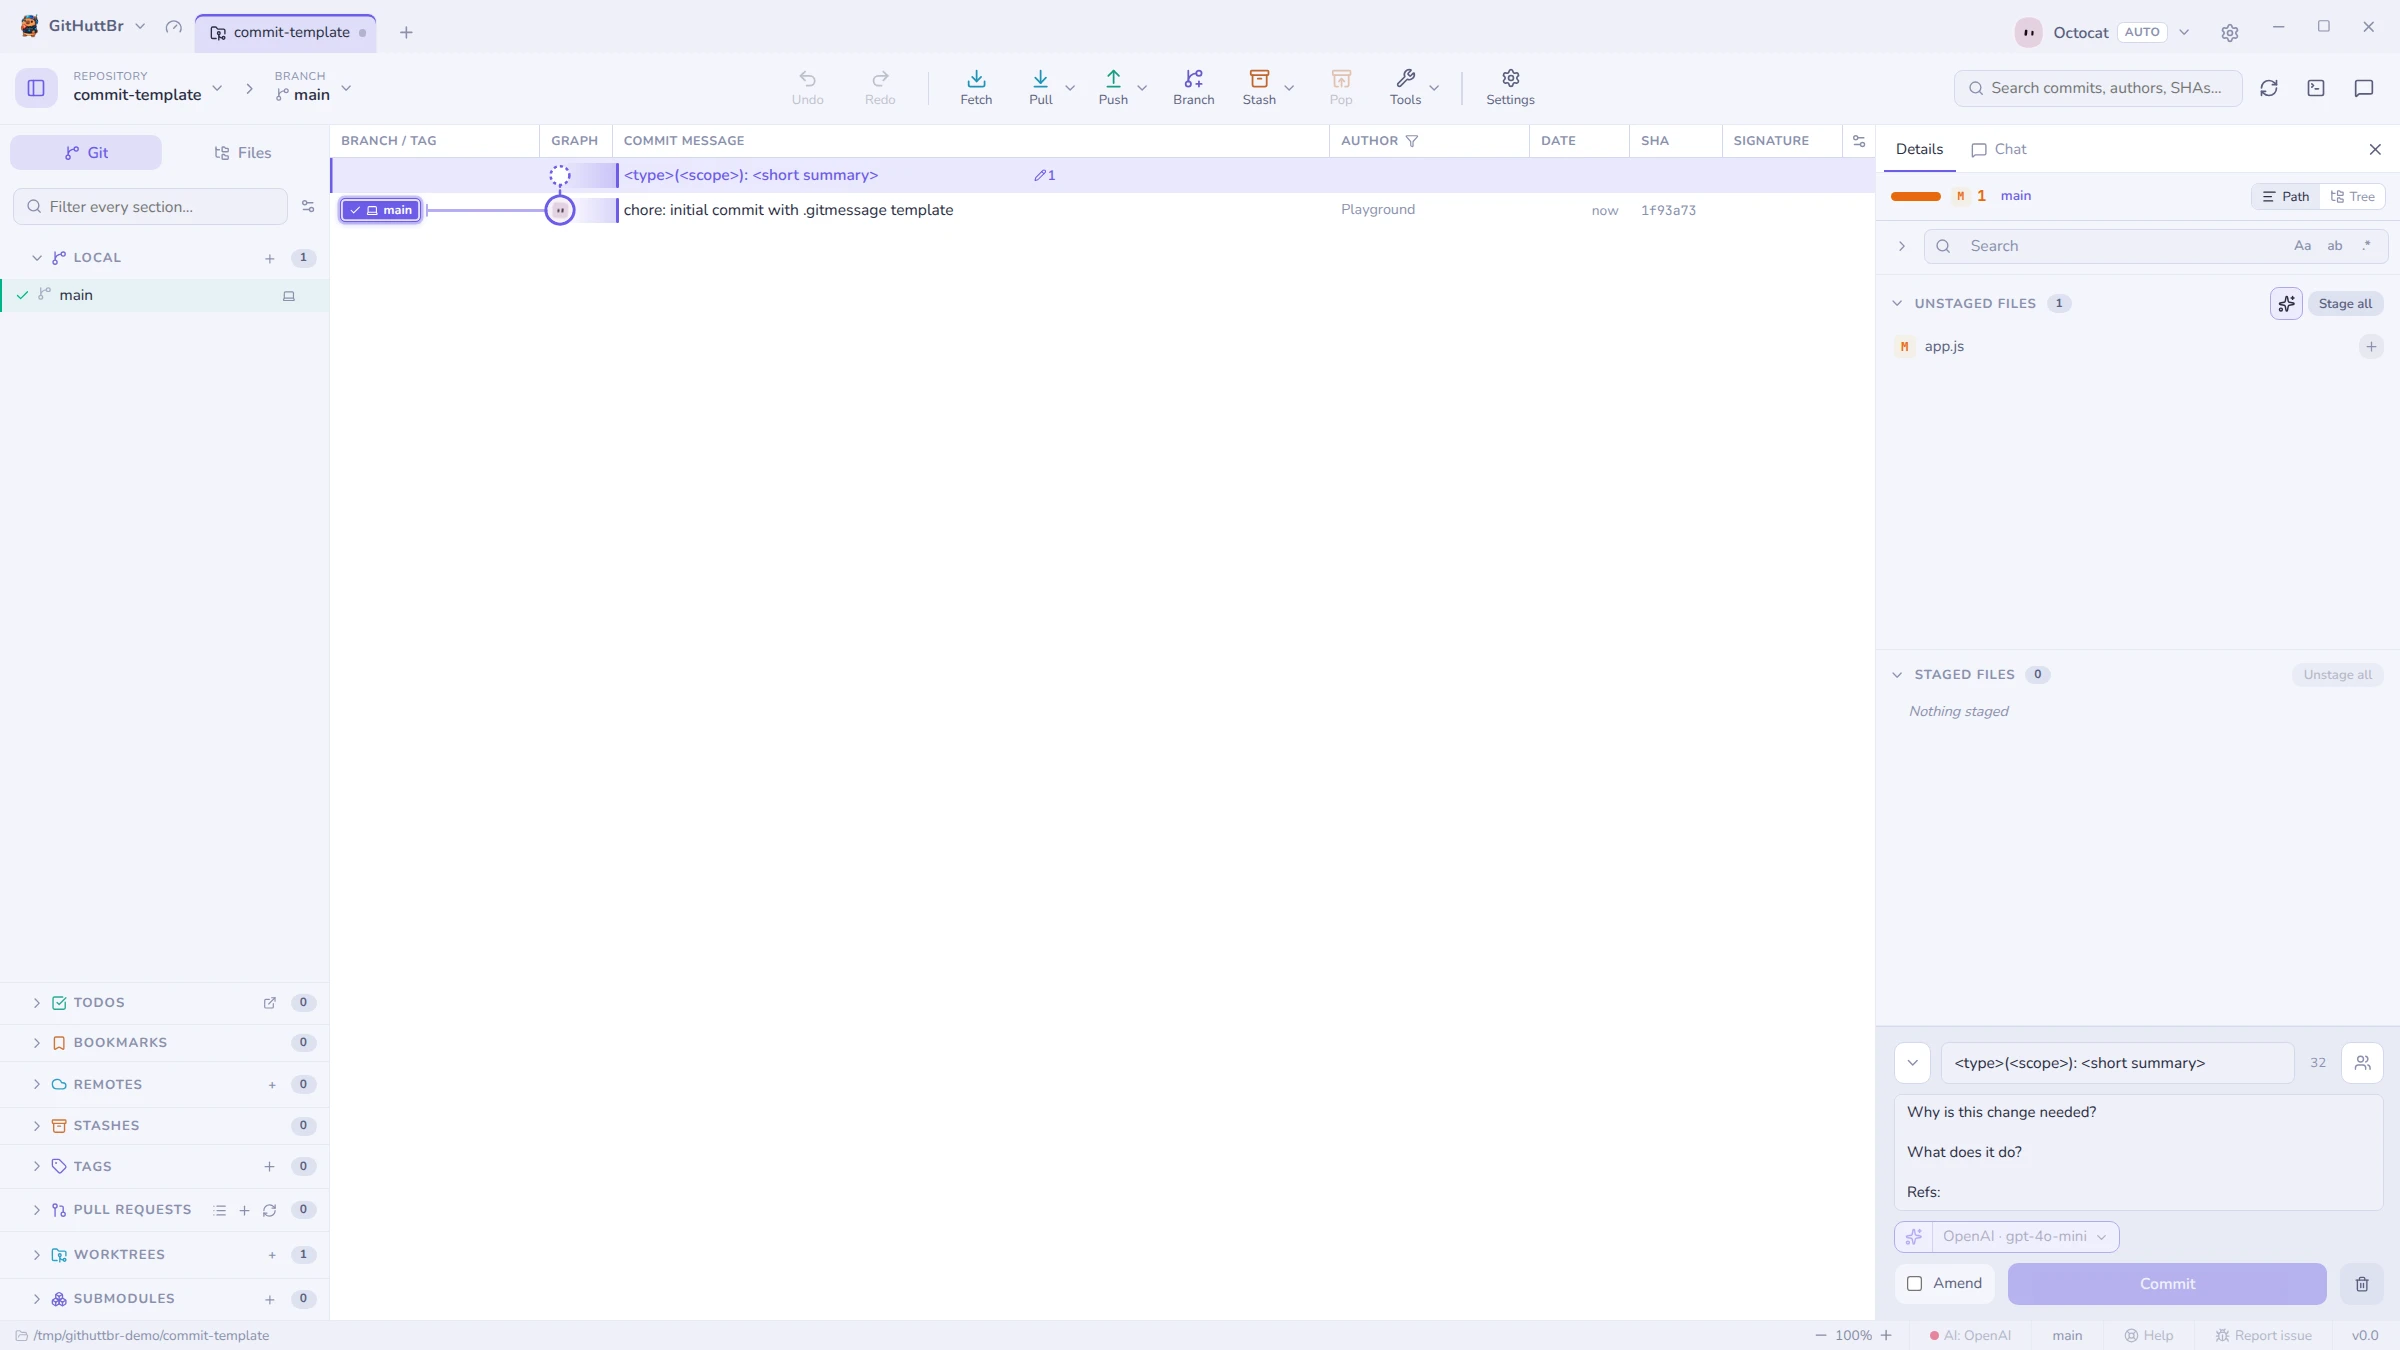 GitHuttBr
commit-template
Octocat
AUTO
REPOSITORY
commit-template
BRANCH
main
Undo
Redo
Fetch
Pull
Push
Branch
Stash
Pop
Tools
Settings
Search commits, authors, SHAs...
Git
Files
Filter every section...
LOCAL
1
main
TODOS
0
BOOKMARKS
0
REMOTES
0
STASHES
0
TAGS
0
PULL REQUESTS
0
WORKTREES
1
SUBMODULES
0
BRANCH / TAG
GRAPH
COMMIT MESSAGE
AUTHOR
DATE
SHA
SIGNATURE
<type>(<scope>): <short summary>
1
main
chore: initial commit with .gitmessage template
Playground
now
1f93a73
Details
Chat
M 1 main
Path
Tree
Search
Aa
ab
.*
UNSTAGED FILES
1
Stage all
M app.js
STAGED FILES
0
Unstage all
Nothing staged
<type>(<scope>): <short summary>
32
Why is this change needed?
What does it do?
Refs:
OpenAI · gpt-4o-mini
Amend
Commit
/tmp/githuttbr-demo/commit-template
100%
AI: OpenAI
main
Help
Report issue
v0.0